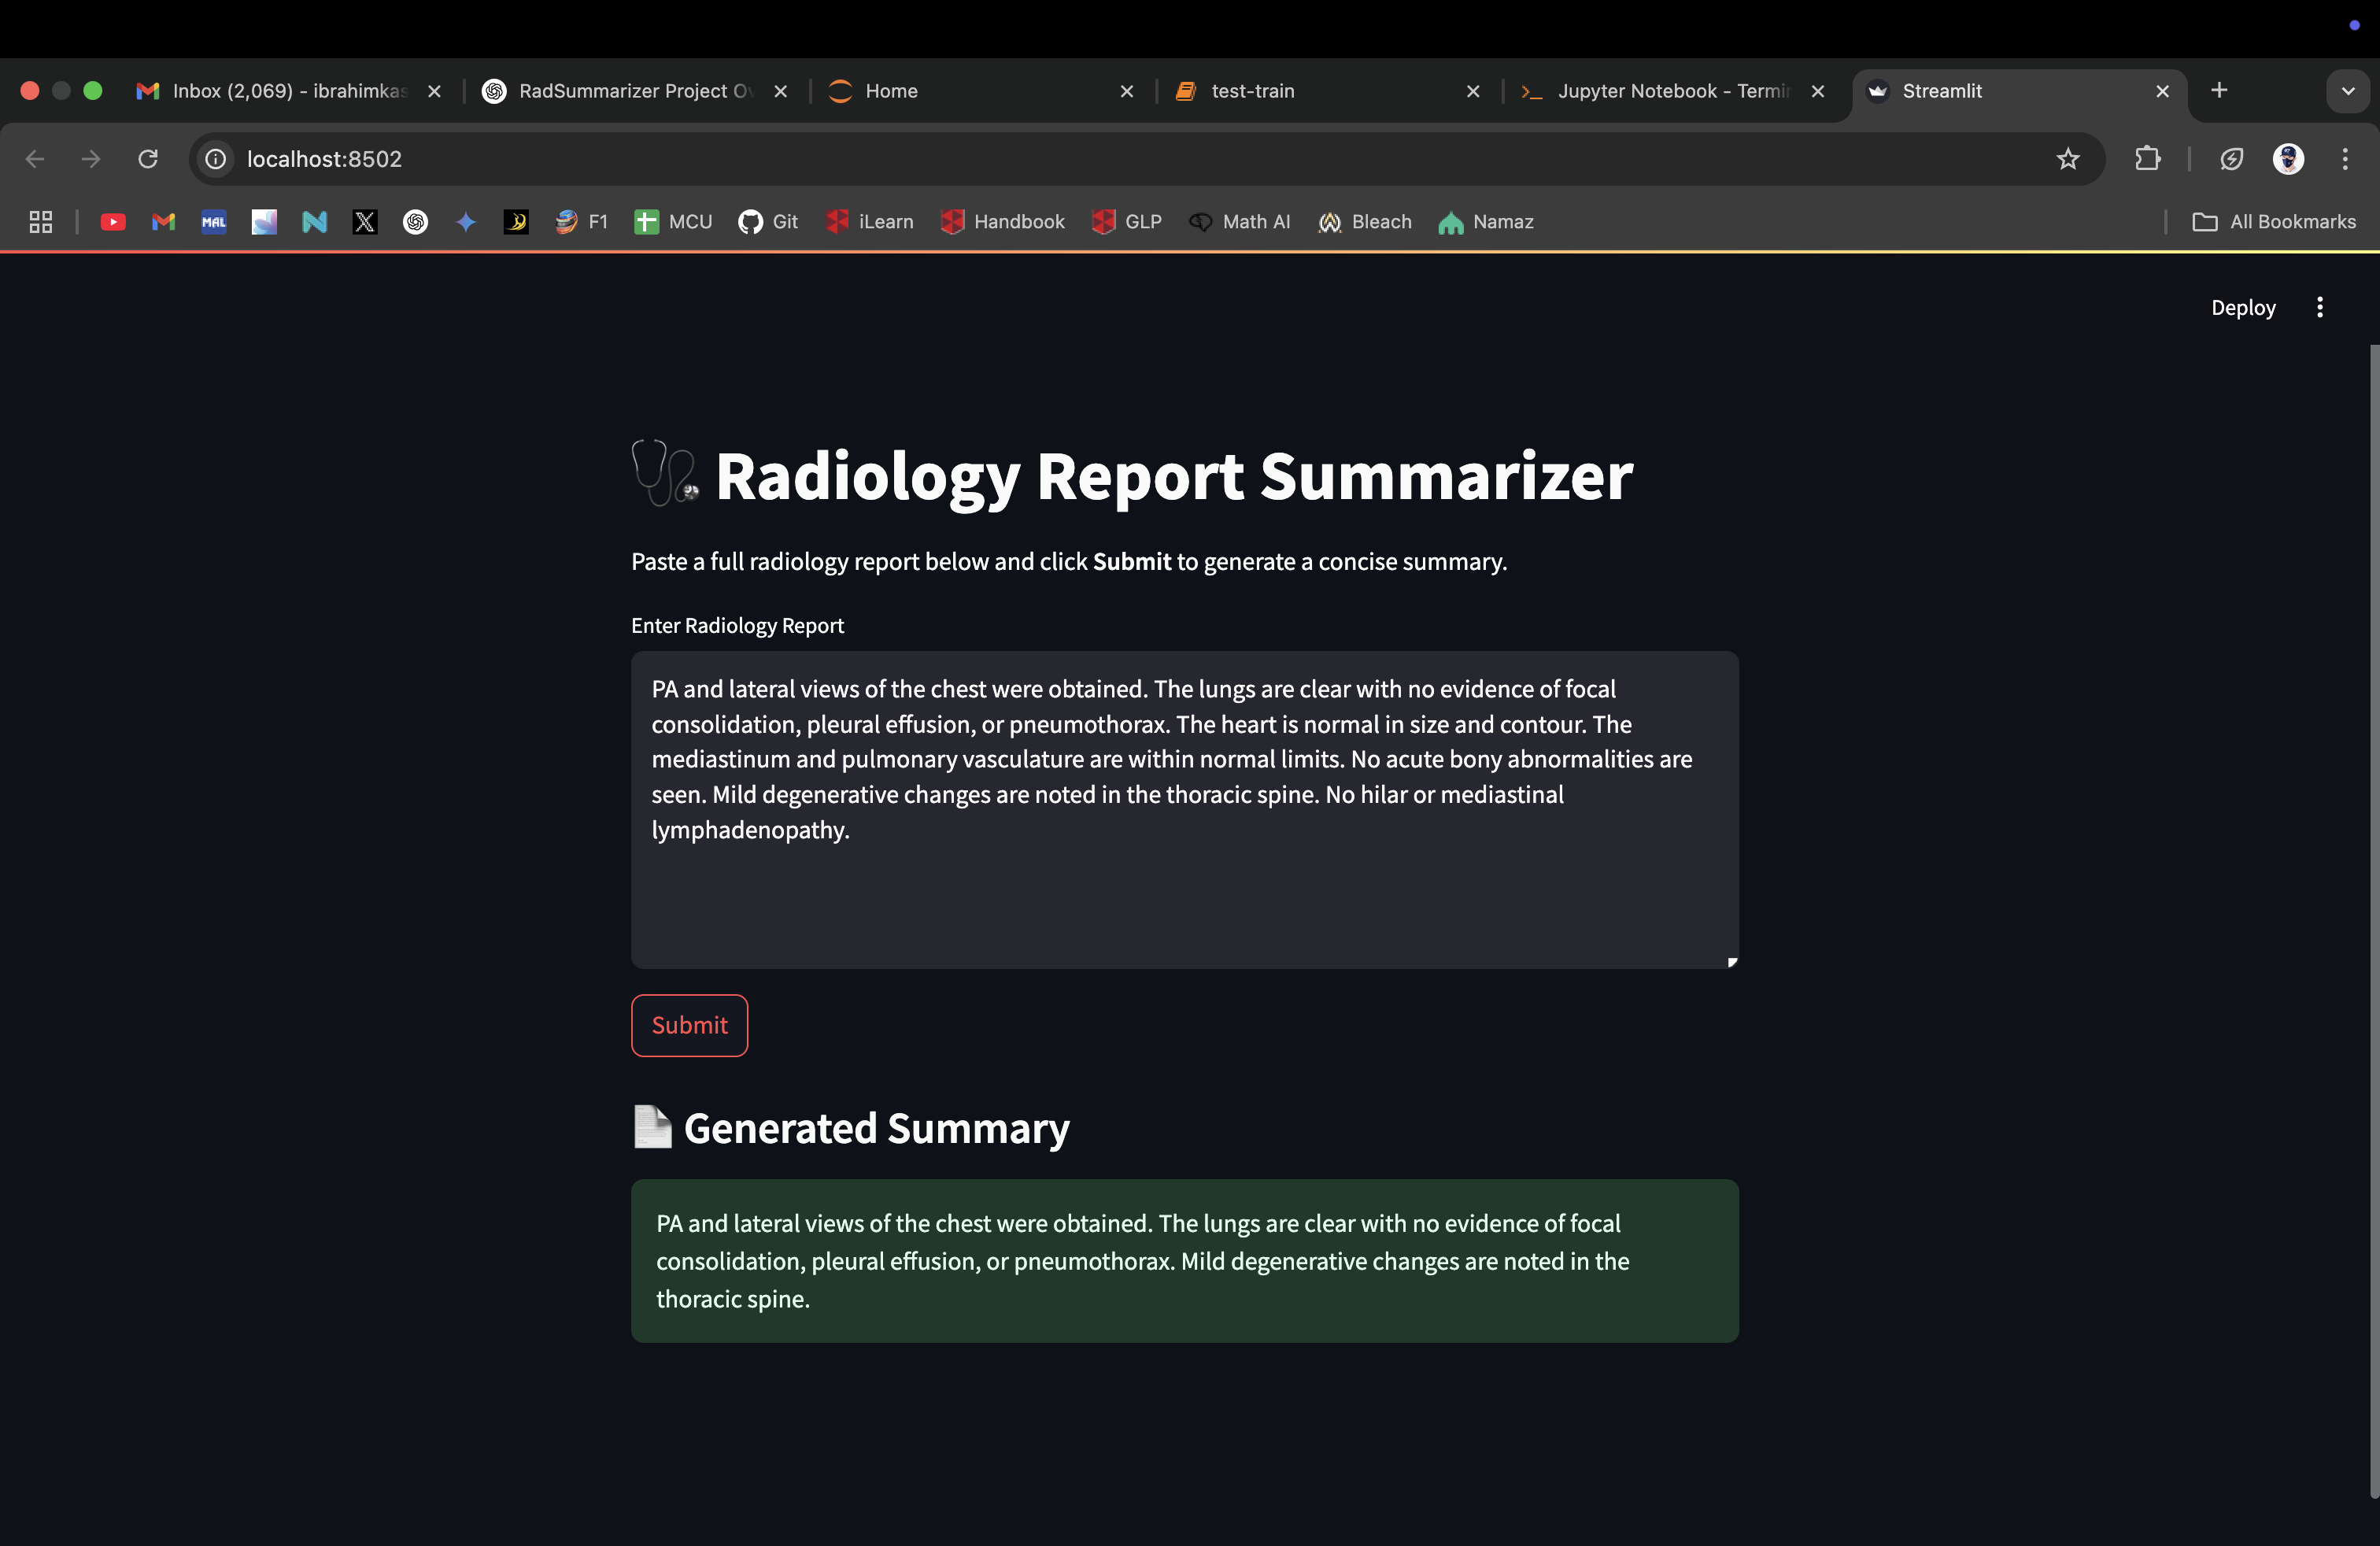 Inbox (2,069) - ibrahimkas
RadSummarizer Project Ov
Home
test-train
Jupyter Notebook - Termin
Streamlit
localhost:8502
MAL
F1
MCU
Git
iLearn
Handbook
GLP
Math AI
Bleach
Namaz
All Bookmarks
Deploy
Radiology Report Summarizer
Paste a full radiology report below and click Submit to generate a concise summary.
Enter Radiology Report
PA and lateral views of the chest were obtained. The lungs are clear with no evidence of focal
consolidation, pleural effusion, or pneumothorax. The heart is normal in size and contour. The
mediastinum and pulmonary vasculature are within normal limits. No acute bony abnormalities are
seen. Mild degenerative changes are noted in the thoracic spine. No hilar or mediastinal
lymphadenopathy.
Submit
Generated Summary
PA and lateral views of the chest were obtained. The lungs are clear with no evidence of focal
consolidation, pleural effusion, or pneumothorax. Mild degenerative changes are noted in the
thoracic spine.